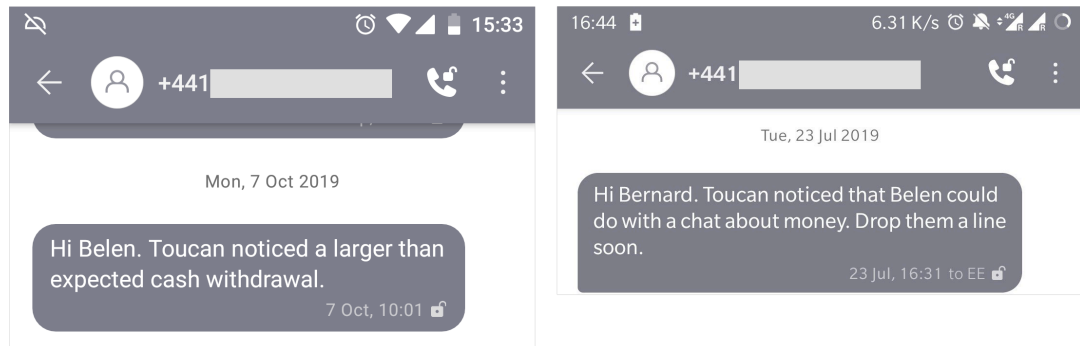 15:33
+441
Mon, 7 Oct 2019
Hi Belen. Toucan noticed a larger than
expected cash withdrawal.
7 Oct, 10:01
16:44
6.31 K/s
4G
R
R
+441
Tue, 23 Jul 2019
Hi Bernard. Toucan noticed that Belen could
do with a chat about money. Drop them a line
soon.
23 Jul, 16:31 to EE